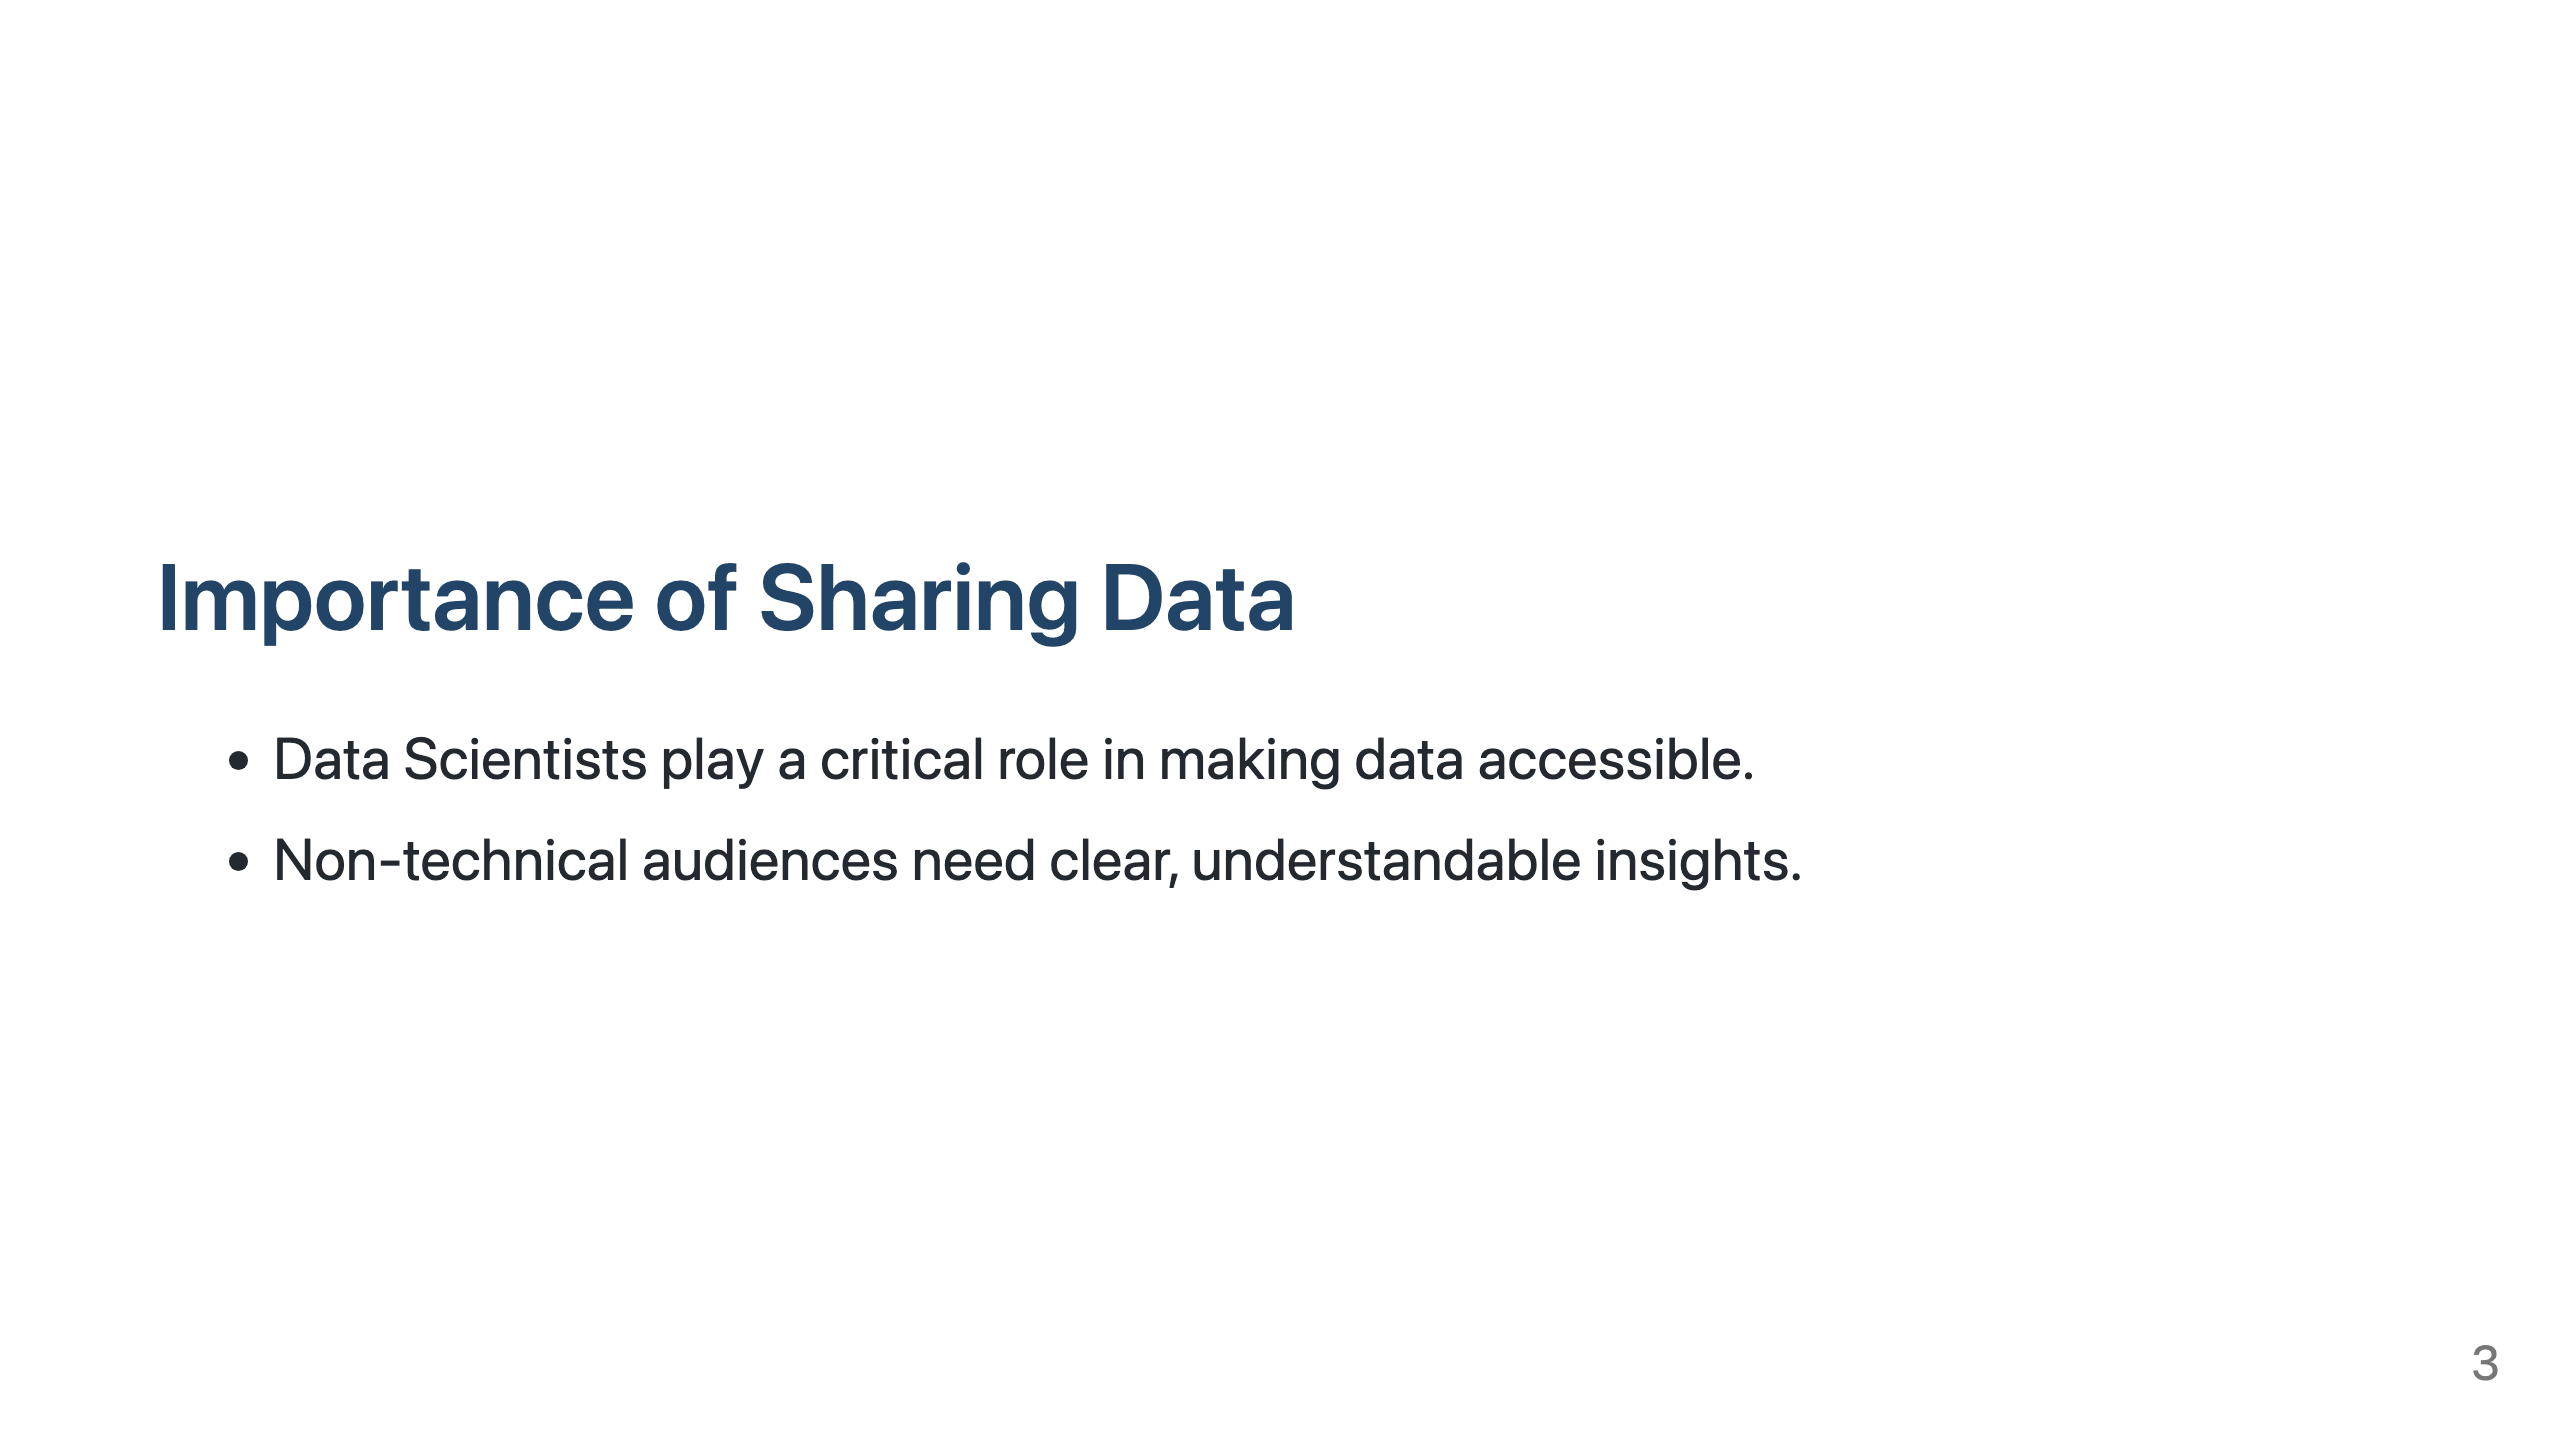 Importance of Sharing Data
• Data Scientists play a critical role in making data accessible.
• Non-technical audiences need clear, understandable insights.
3